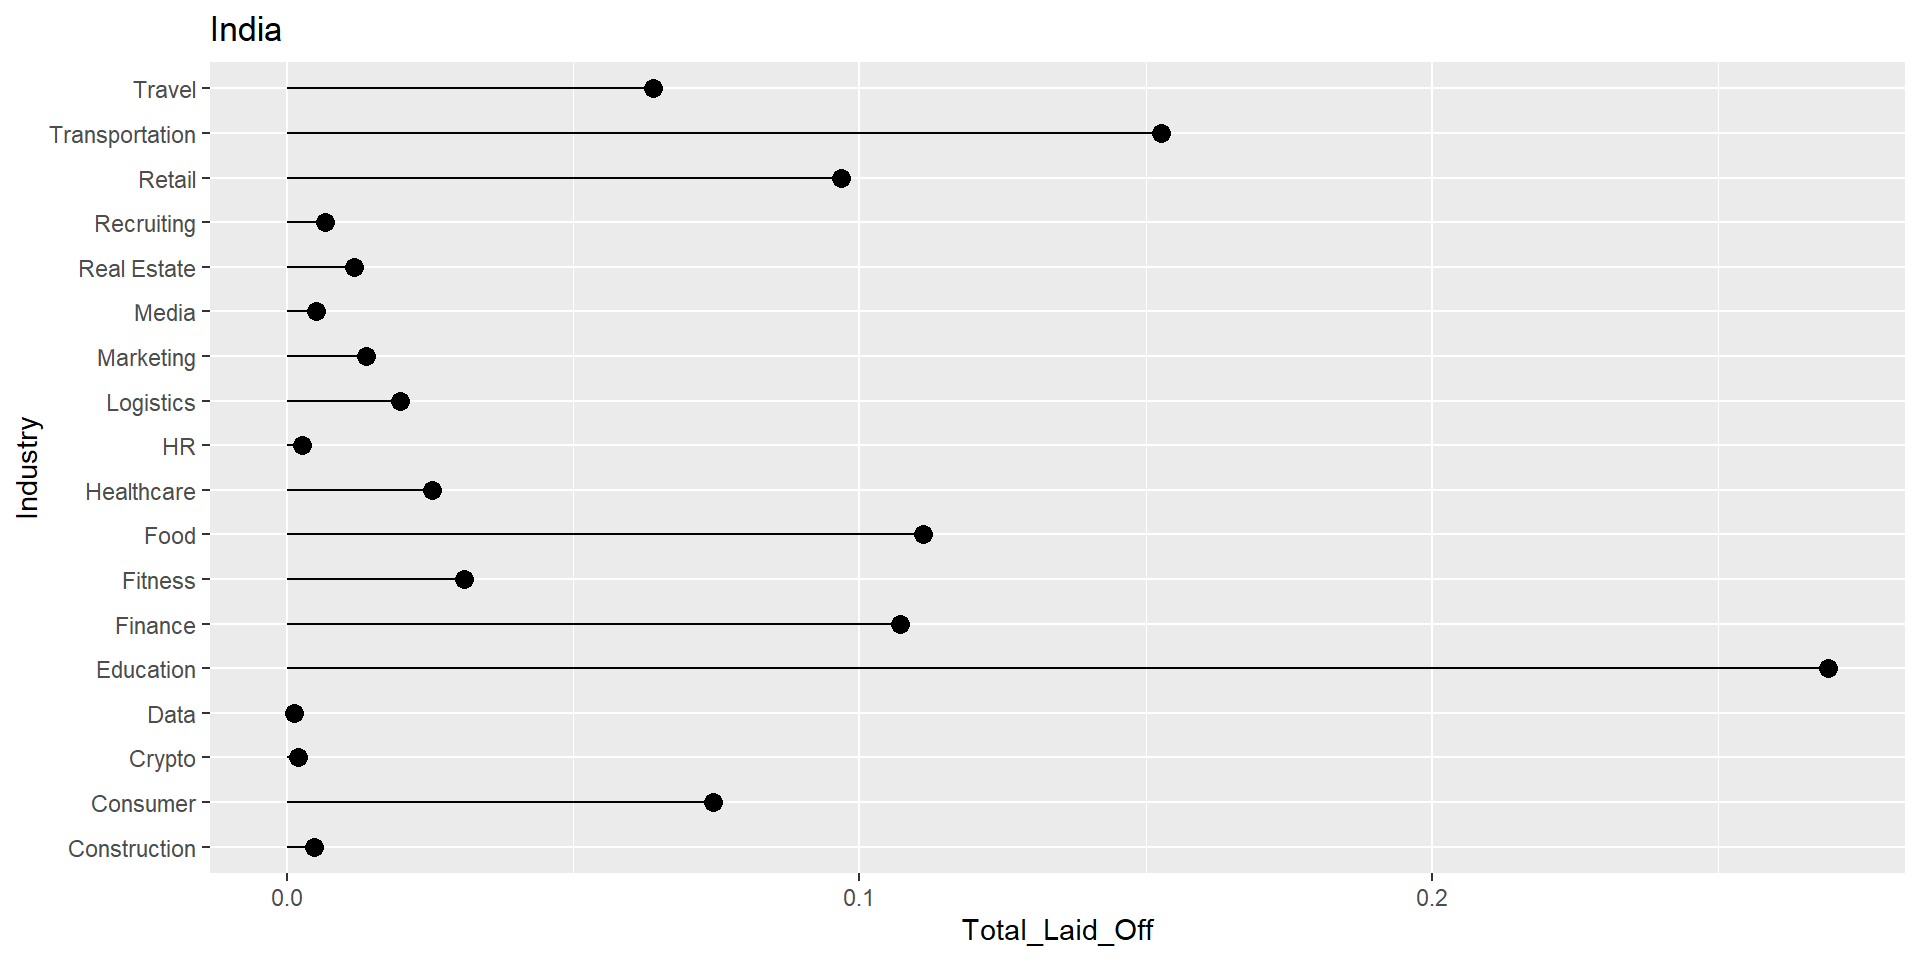 India
Travel
Transportation
Retail
Recruiting
Real Estate
Media
Marketing
Logistics
HR
Healthcare
Food
Fitness
Finance
Education
Data
Crypto
Consumer
Construction
Industry
0.0 0.1 0.2
Total_Laid_Off